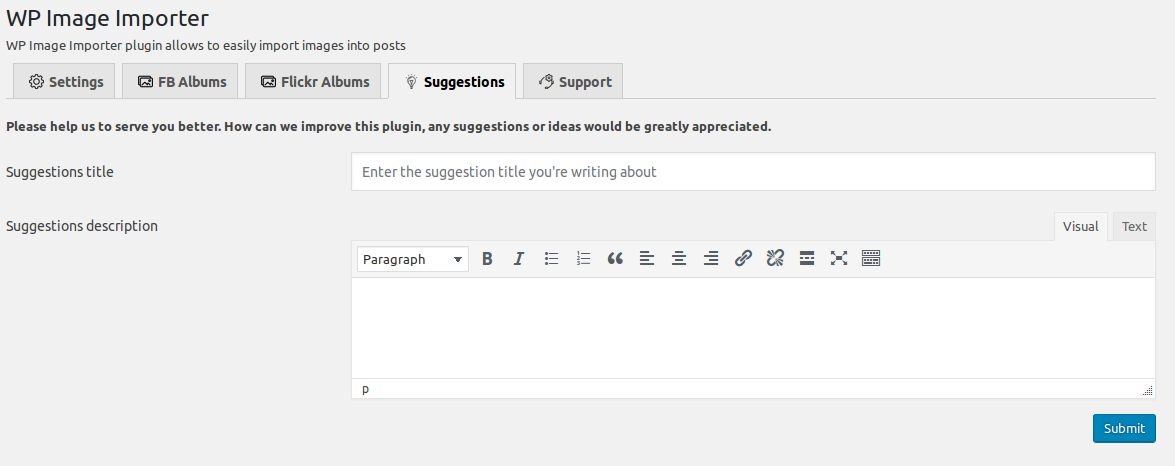 WP Image Importer
WP Image Importer plugin allows to easily import images into posts
Settings FB Albums Flickr Albums Suggestions Support
Please help us to serve you better. How can we improve this plugin, any suggestions or ideas would be greatly appreciated.
Suggestions title Enter the suggestion title you're writing about
Suggestions description Visual Text
Paragraph
p
Submit